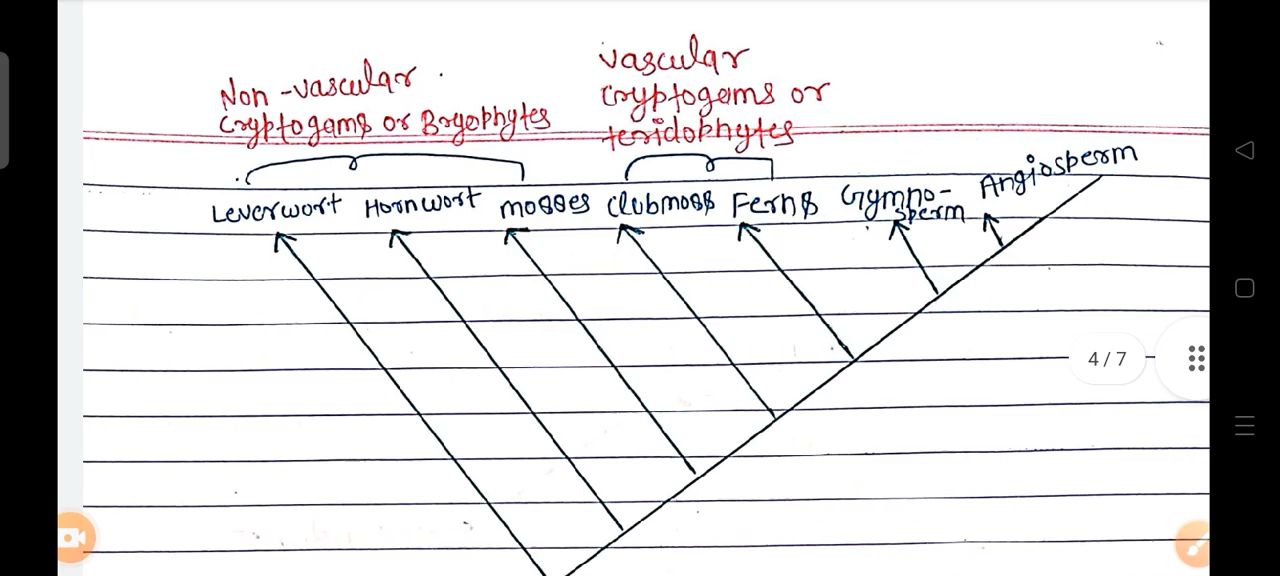 Non-vascular
Cryptogams or Bryophytes
vascular
Cryptogams or
teridophytes
Leverwort Hornwort mosses Clubmoss Ferns Gymno-
sperm
Angiosperm
4/7